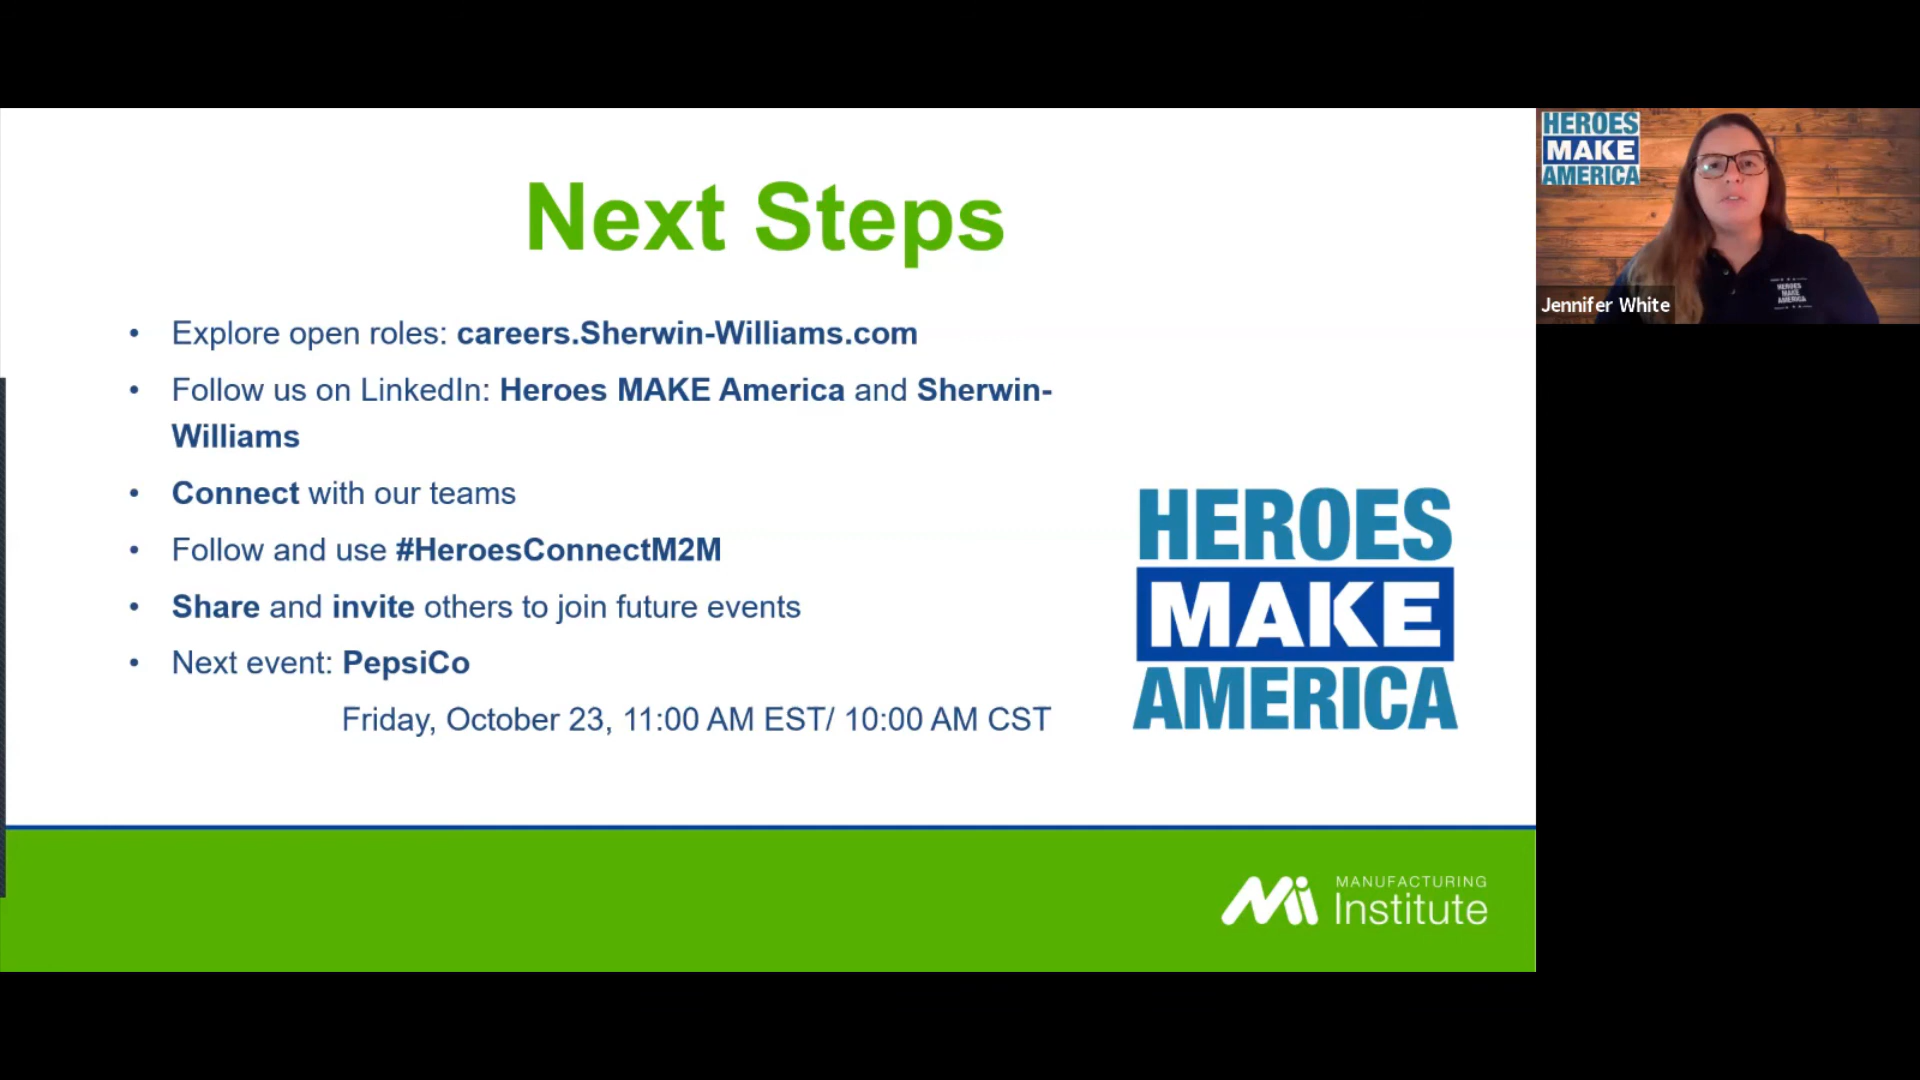 Next Steps
• Explore open roles: careers.Sherwin-Williams.com
• Follow us on LinkedIn: Heroes MAKE America and Sherwin-
Williams
• Connect with our teams
• Follow and use #HeroesConnectM2M
• Share and invite others to join future events
• Next event: PepsiCo
Friday, October 23, 11:00 AM EST/ 10:00 AM CST
HEROES
MAKE
AMERICA
MANUFACTURING
Institute
HEROES
MAKE
AMERICA
HEROES
MAKE
AMERICA
Jennifer White